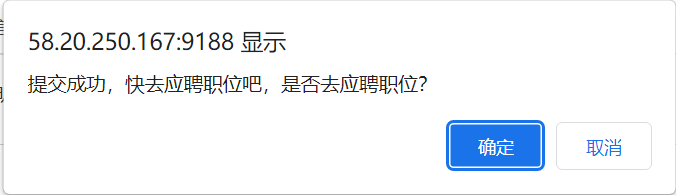 58.20.250.167:9188 显示
提交成功，快去应聘职位吧，是否去应聘职位？
确定
取消